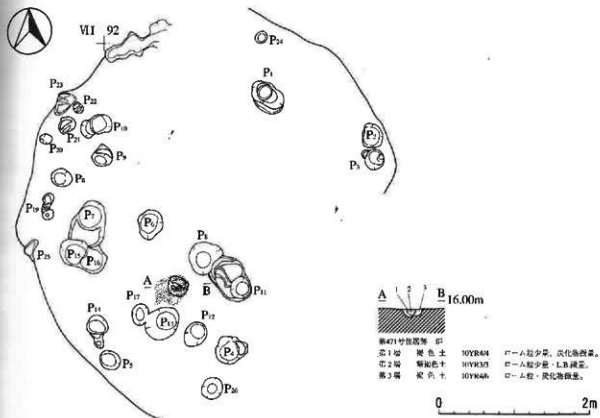 VII 92
P24
P1
P23
P22
P10
P21
P20
P9
P2
P3
P8
P19
P7
P6
P15
P16
P25
P8
A
B
P11
P17
P13
P12
P14
P5
P4
P26
A 1 2 3 B 16.00m
第471号住居跡 炉
第1層 褐色土 10YR4/4 ローム粒少量、炭化物微量。
第2層 暗褐色土 10YR3/3 ローム粒少量・L.B.微量。
第3層 褐色土 10YR4/6 ローム粒・炭化物微量。
0 2m